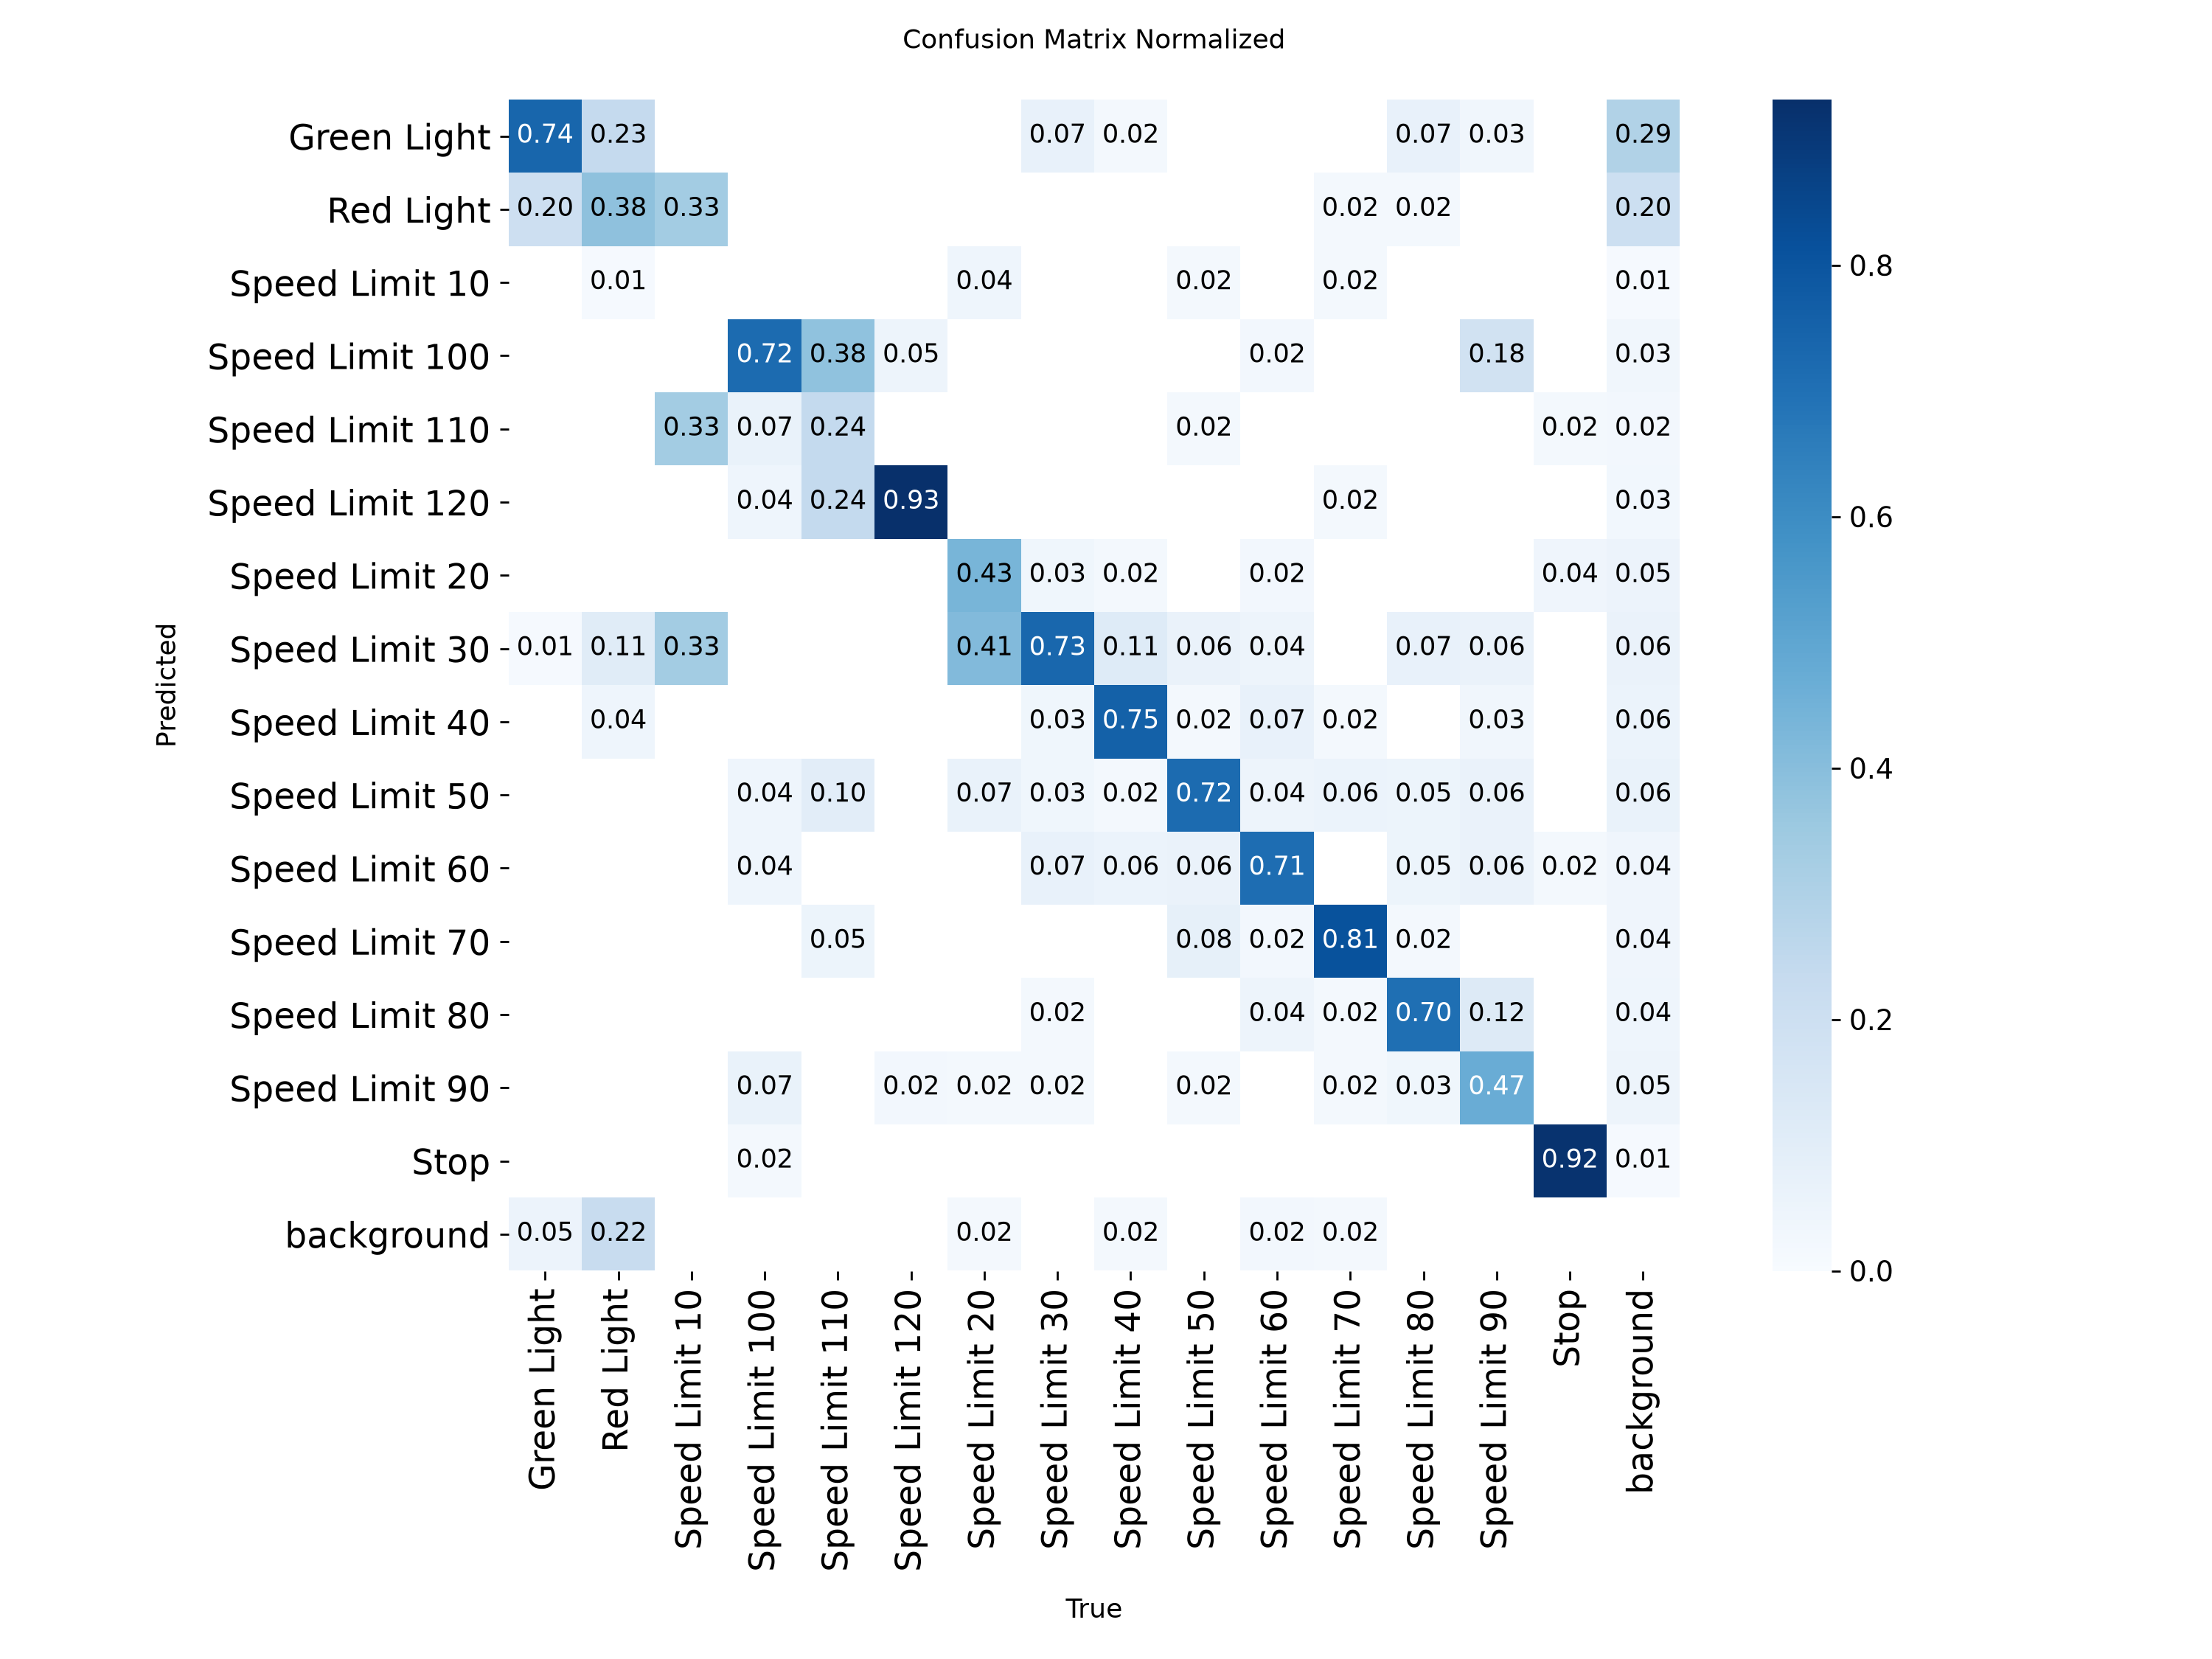 Confusion Matrix Normalized
Green Light 0.74 0.23 0.07 0.02 0.07 0.03 0.29
Red Light 0.20 0.38 0.33 0.02 0.02 0.20
Speed Limit 10 0.01 0.04 0.02 0.02 0.01
Speed Limit 100 0.72 0.38 0.05 0.02 0.18 0.03
Speed Limit 110 0.33 0.07 0.24 0.02 0.02 0.02
Speed Limit 120 0.04 0.24 0.93 0.02 0.03
Speed Limit 20 0.43 0.03 0.02 0.02 0.04 0.05
Speed Limit 30 0.01 0.11 0.33 0.41 0.73 0.11 0.06 0.04 0.07 0.06 0.06
Speed Limit 40 0.04 0.03 0.75 0.02 0.07 0.02 0.03 0.06
Speed Limit 50 0.04 0.10 0.07 0.03 0.02 0.72 0.04 0.06 0.05 0.06 0.06
Speed Limit 60 0.04 0.07 0.06 0.06 0.71 0.05 0.06 0.02 0.04
Speed Limit 70 0.05 0.08 0.02 0.81 0.02 0.04
Speed Limit 80 0.02 0.04 0.02 0.70 0.12 0.04
Speed Limit 90 0.07 0.02 0.02 0.02 0.02 0.02 0.03 0.47 0.05
Stop 0.02 0.92 0.01
background 0.05 0.22 0.02 0.02 0.02 0.02
Predicted
Green Light
Red Light
Speed Limit 10
Speed Limit 100
Speed Limit 110
Speed Limit 120
Speed Limit 20
Speed Limit 30
Speed Limit 40
Speed Limit 50
Speed Limit 60
Speed Limit 70
Speed Limit 80
Speed Limit 90
Stop
background
True
0.8
0.6
0.4
0.2
0.0